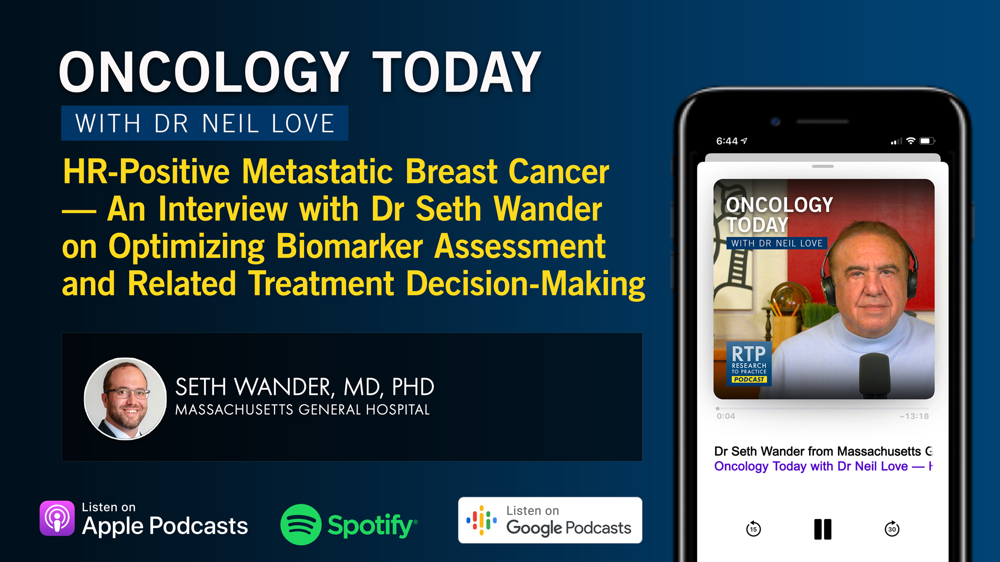 ONCOLOGY TODAY
WITH DR NEIL LOVE
HR-Positive Metastatic Breast Cancer
— An Interview with Dr Seth Wander
on Optimizing Biomarker Assessment
and Related Treatment Decision-Making
SETH WANDER, MD, PHD
MASSACHUSETTS GENERAL HOSPITAL
Listen on
Apple Podcasts
Spotify®
Listen on
Google Podcasts
6:44
ONCOLOGY
TODAY
WITH DR NEIL LOVE
RTP
RESEARCH
TO PRACTICE
PODCAST
0:04
−13:18
Dr Seth Wander from Massachusetts G
Oncology Today with Dr Neil Love —
15
30